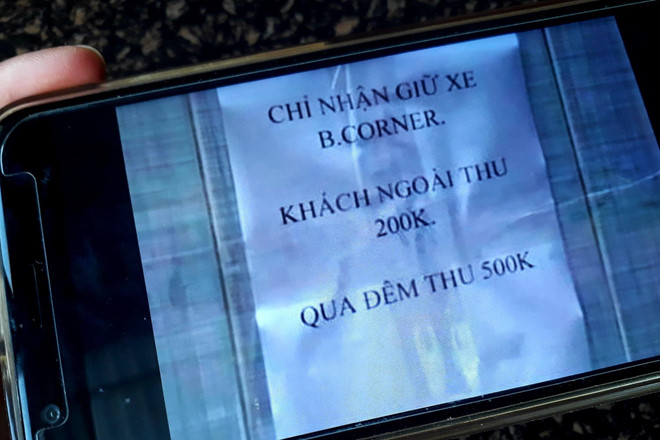 CHỈ NHẬN GIỮ XE
B.CORNER.
KHÁCH NGOÀI THU
200K.
QUA ĐÊM THU 500K